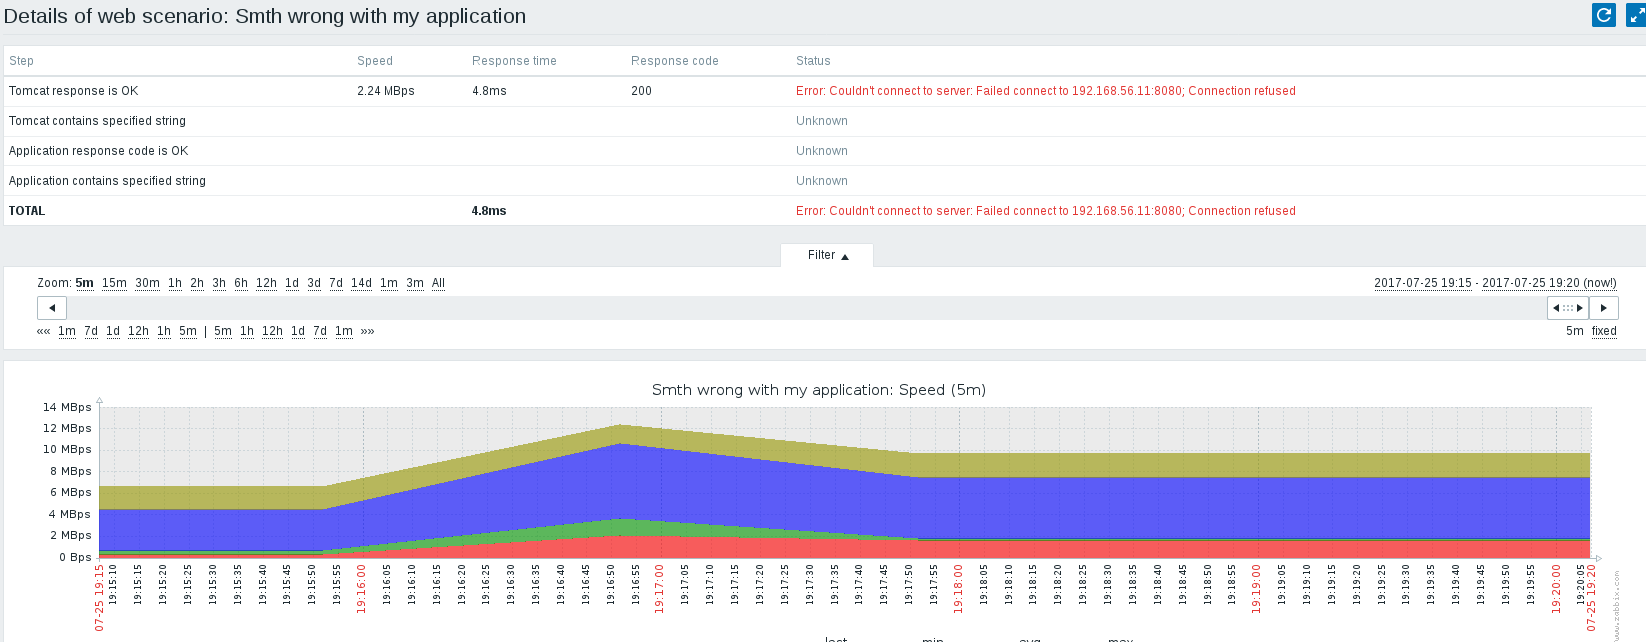 Details of web scenario: Smth wrong with my application
Step Speed Response time Response code Status
Tomcat response is OK 2.24 MBps 4.8ms 200 Error: Couldn't connect to server: Failed connect to 192.168.56.11:8080; Connection refused
Tomcat contains specified string Unknown
Application response code is OK Unknown
Application contains specified string Unknown
TOTAL 4.8ms Error: Couldn't connect to server: Failed connect to 192.168.56.11:8080; Connection refused
Filter ▲
Zoom: 5m 15m 30m 1h 2h 3h 6h 12h 1d 3d 7d 14d 1m 3m All 2017-07-25 19:15 - 2017-07-25 19:20 (now!)
«« 1m 7d 1d 12h 1h 5m | 5m 1h 12h 1d 7d 1m »» 5m fixed
Smth wrong with my application: Speed (5m)
14 MBps
12 MBps
10 MBps
8 MBps
6 MBps
4 MBps
2 MBps
0 Bps
07-25 19:15 19:15:10 19:15:15 19:15:20 19:15:25 19:15:30 19:15:35 19:15:40 19:15:45 19:15:50 19:15:55 19:16:00 19:16:05 19:16:10 19:16:15 19:16:20 19:16:25 19:16:30 19:16:35 19:16:40 19:16:45 19:16:50 19:16:55 19:17:00 19:17:05 19:17:10 19:17:15 19:17:20 19:17:25 19:17:30 19:17:35 19:17:40 19:17:45 19:17:50 19:17:55 19:18:00 19:18:05 19:18:10 19:18:15 19:18:20 19:18:25 19:18:30 19:18:35 19:18:40 19:18:45 19:18:50 19:18:55 19:19:00 19:19:05 19:19:10 19:19:15 19:19:20 19:19:25 19:19:30 19:19:35 19:19:40 19:19:45 19:19:50 19:19:55 19:20:00 19:20:05 07-25 19:20
www.zabbix.com
last min avg max